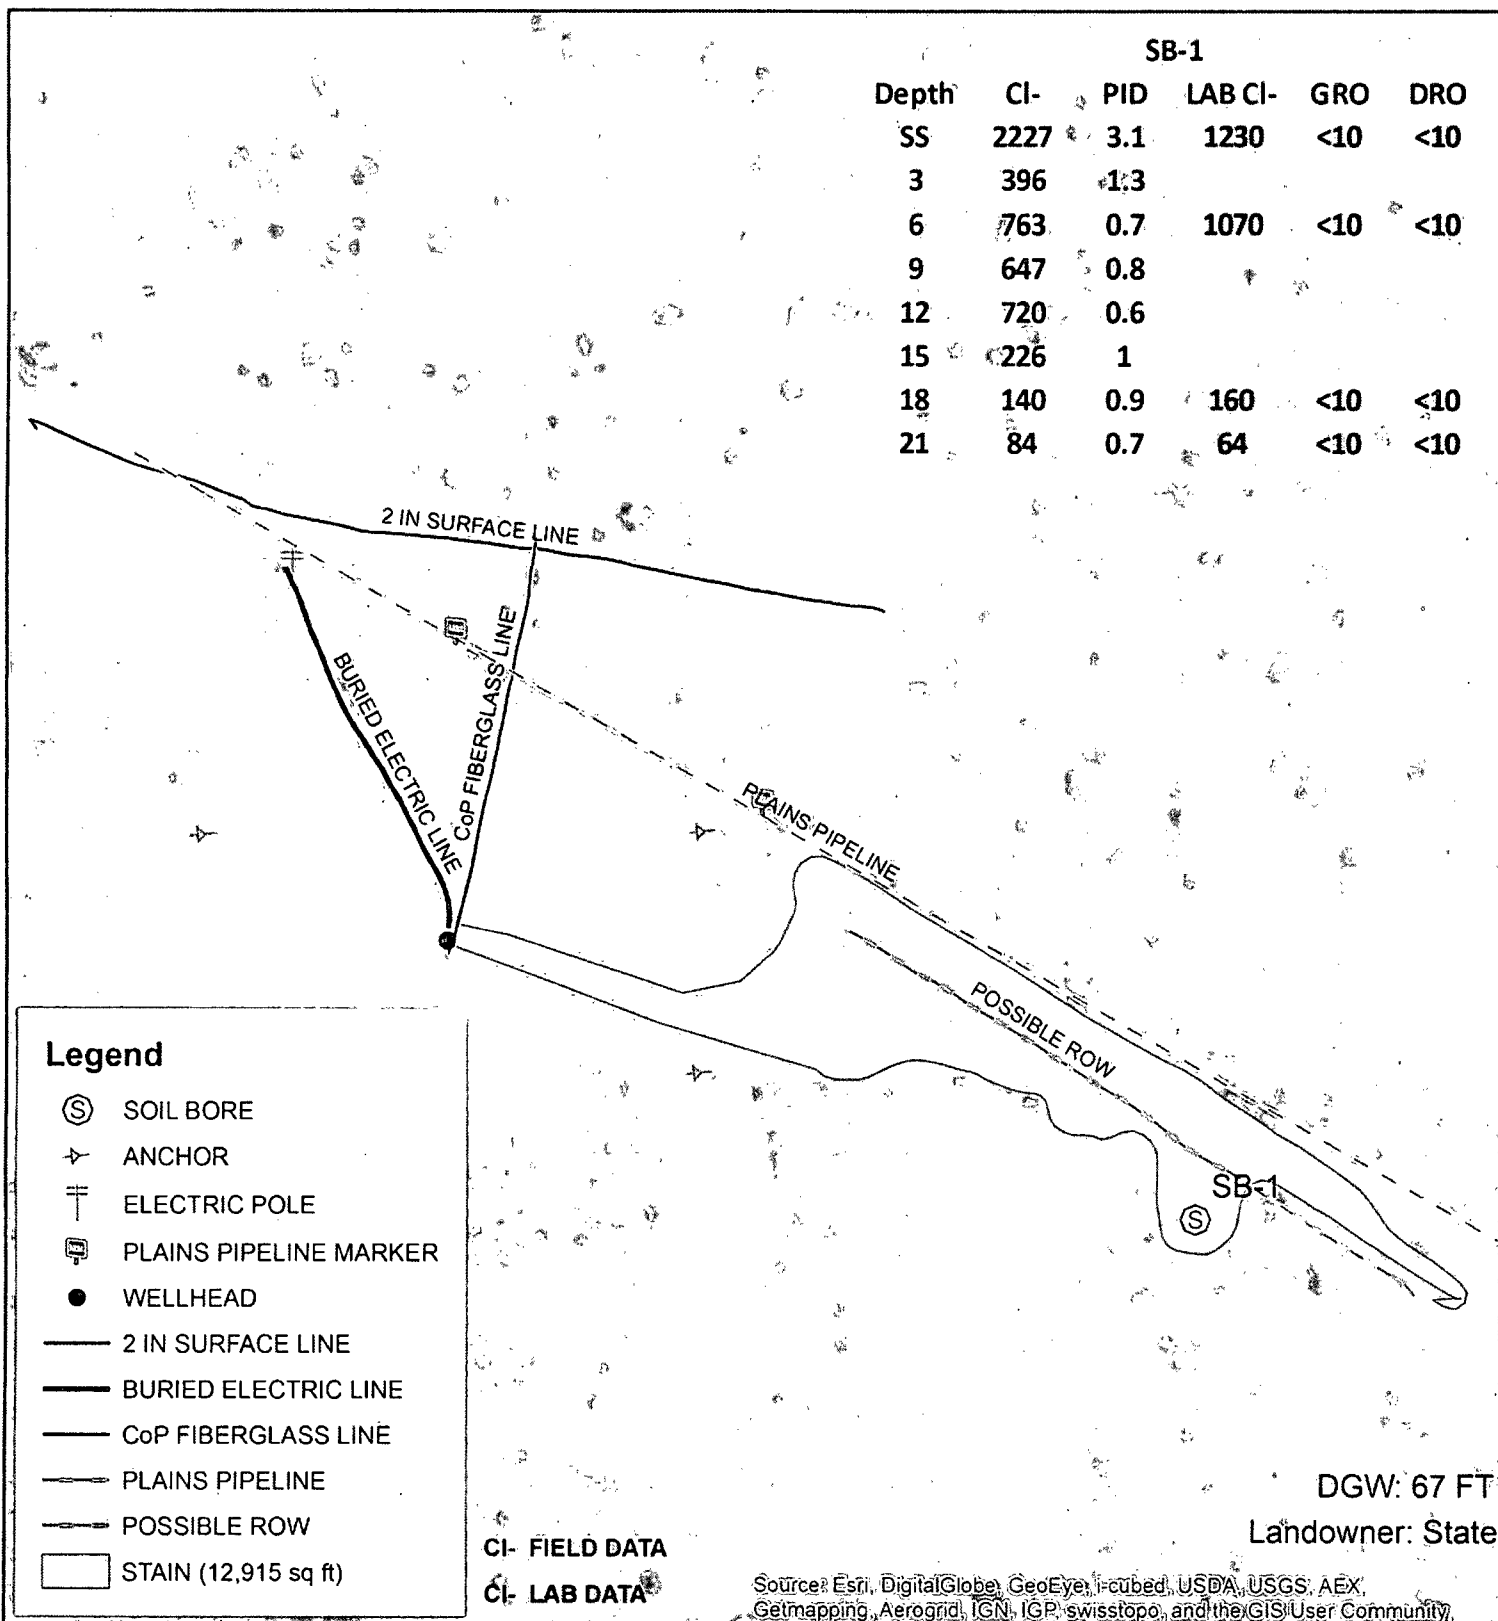 SB-1
Depth Cl- PID LAB Cl- GRO DRO
SS 2227 3.1 1230 <10 <10
3 396 1.3
6 763 0.7 1070 <10 <10
9 647 0.8
12 720 0.6
15 226 1
18 140 0.9 160 <10 <10
21 84 0.7 64 <10 <10
2 IN SURFACE LINE
BURIED ELECTRIC LINE
CoP FIBERGLASS LINE
PLAINS PIPELINE
POSSIBLE ROW
SB-1
S
Legend
S SOIL BORE
ANCHOR
ELECTRIC POLE
PLAINS PIPELINE MARKER
WELLHEAD
2 IN SURFACE LINE
BURIED ELECTRIC LINE
CoP FIBERGLASS LINE
PLAINS PIPELINE
POSSIBLE ROW
STAIN (12,915 sq ft)
Cl- FIELD DATA
Cl- LAB DATA
DGW: 67 FT
Landowner: State
Source: Esri, DigitalGlobe, GeoEye, i-cubed, USDA, USGS, AEX,
Getmapping, Aerogrid, IGN, IGP, swisstopo, and the GIS User Community